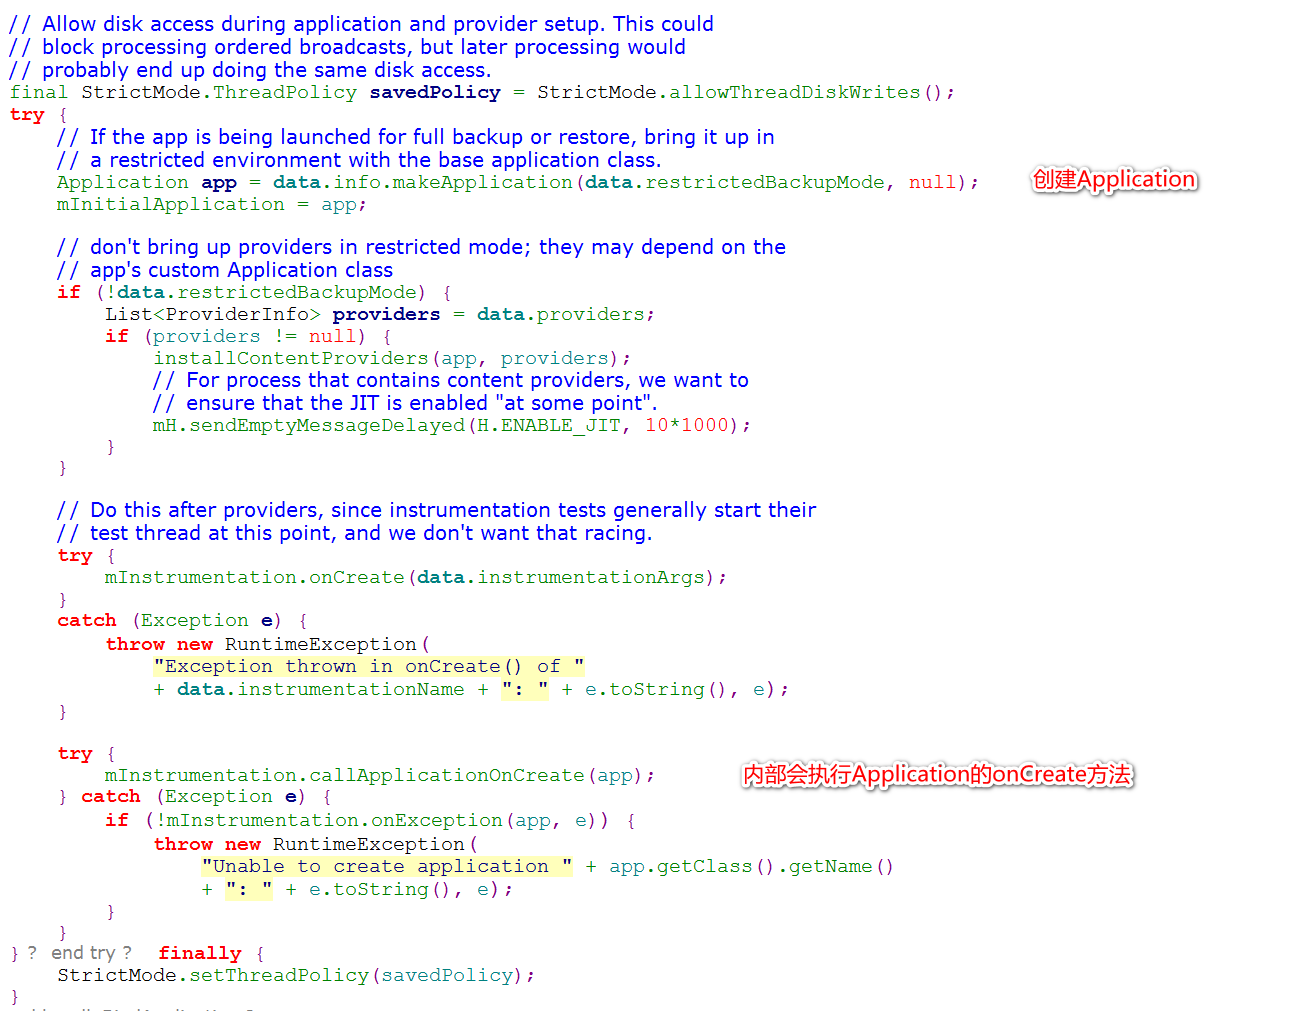 // Allow disk access during application and provider setup. This could
// block processing ordered broadcasts, but later processing would
// probably end up doing the same disk access.
final StrictMode.ThreadPolicy savedPolicy = StrictMode.allowThreadDiskWrites();
try {
// If the app is being launched for full backup or restore, bring it up in
// a restricted environment with the base application class.
Application app = data.info.makeApplication(data.restrictedBackupMode, null); 创建Application
mInitialApplication = app;
// don't bring up providers in restricted mode; they may depend on the
// app's custom Application class
if (!data.restrictedBackupMode) {
List<ProviderInfo> providers = data.providers;
if (providers != null) {
installContentProviders(app, providers);
// For process that contains content providers, we want to
// ensure that the JIT is enabled "at some point".
mH.sendEmptyMessageDelayed(H.ENABLE_JIT, 10*1000);
}
}
// Do this after providers, since instrumentation tests generally start their
// test thread at this point, and we don't want that racing.
try {
mInstrumentation.onCreate(data.instrumentationArgs);
}
catch (Exception e) {
throw new RuntimeException(
"Exception thrown in onCreate() of "
+ data.instrumentationName + ": " + e.toString(), e);
}
try {
mInstrumentation.callApplicationOnCreate(app); 内部会执行Application的onCreate方法
} catch (Exception e) {
if (!mInstrumentation.onException(app, e)) {
throw new RuntimeException(
"Unable to create application " + app.getClass().getName()
+ ": " + e.toString(), e);
}
}
} ? end try ? finally {
StrictMode.setThreadPolicy(savedPolicy);
}